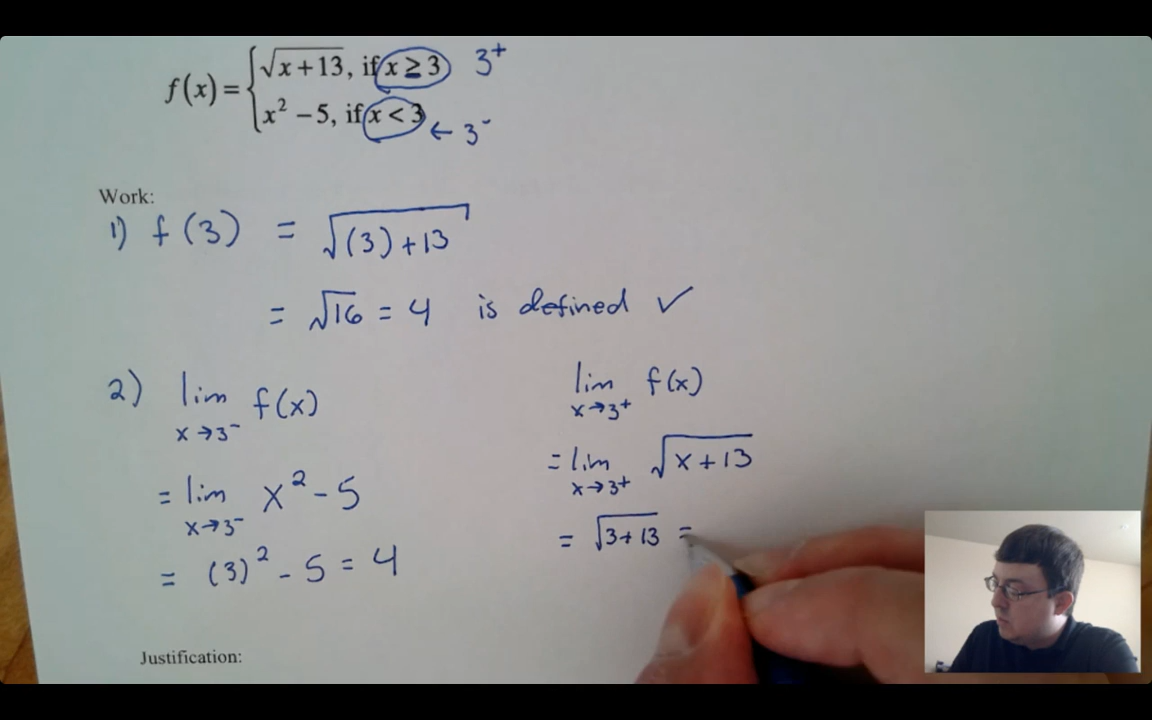 f(x) = { √x+13, if x ≥ 3 3⁺
x² − 5, if x < 3 ← 3⁻
Work:
1) f(3) = √(3)+13
= √16 = 4 is defined ✓
2) lim x→3⁻ f(x)
= lim x→3⁻ x² − 5
= (3)² − 5 = 4
lim x→3⁺ f(x)
= lim x→3⁺ √x+13
= √3+13 =
Justification: